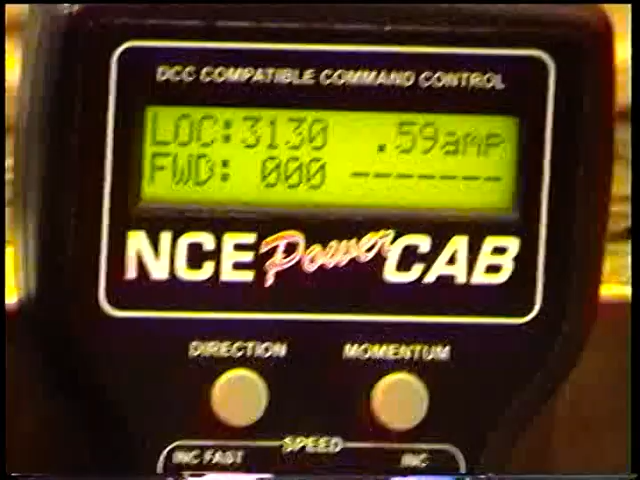 DCC COMPATIBLE COMMAND CONTROL
LOC:3130 .59amp
FWD: 000 -------
NCE Power CAB
DIRECTION MOMENTUM
SPEED
INC FAST INC